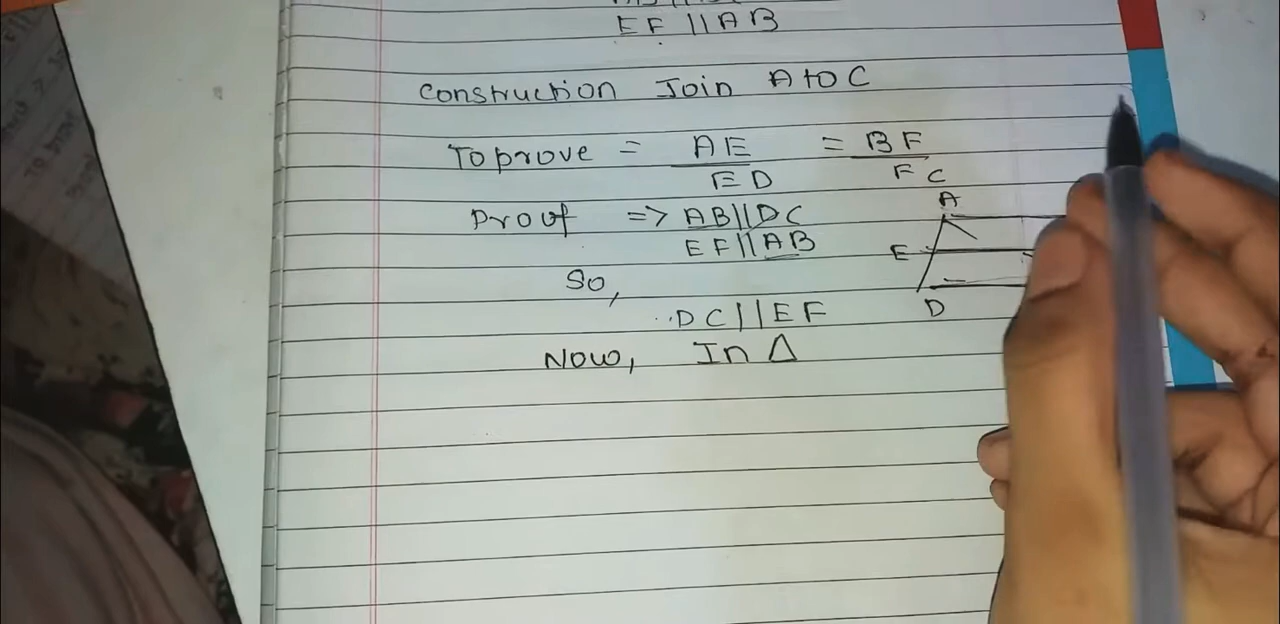 EF || AB
Construction Join A to C
To prove = AE/ED = BF/FC
Proof => AB||DC
EF||AB
So,
DC||EF
Now, In Δ
A
E
D